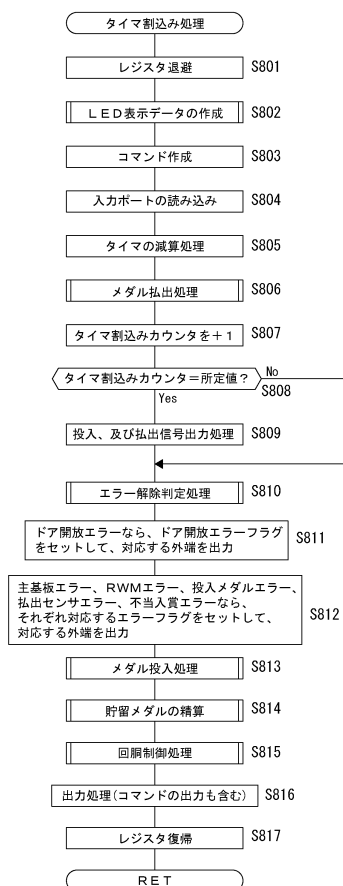 タイマ割込み処理
レジスタ退避 S801
LED表示データの作成 S802
コマンド作成 S803
入力ポートの読み込み S804
タイマの減算処理 S805
メダル払出処理 S806
タイマ割込みカウンタを+1 S807
タイマ割込みカウンタ=所定値? No
S808
Yes
投入、及び払出信号出力処理 S809
エラー解除判定処理 S810
ドア開放エラーなら、ドア開放エラーフラグ
をセットして、対応する外端を出力 S811
主基板エラー、RWMエラー、投入メダルエラー、
払出センサエラー、不当入賞エラーなら、
それぞれ対応するエラーフラグをセットして、 S812
対応する外端を出力
メダル投入処理 S813
貯留メダルの精算 S814
回胴制御処理 S815
出力処理(コマンドの出力も含む) S816
レジスタ復帰 S817
RET